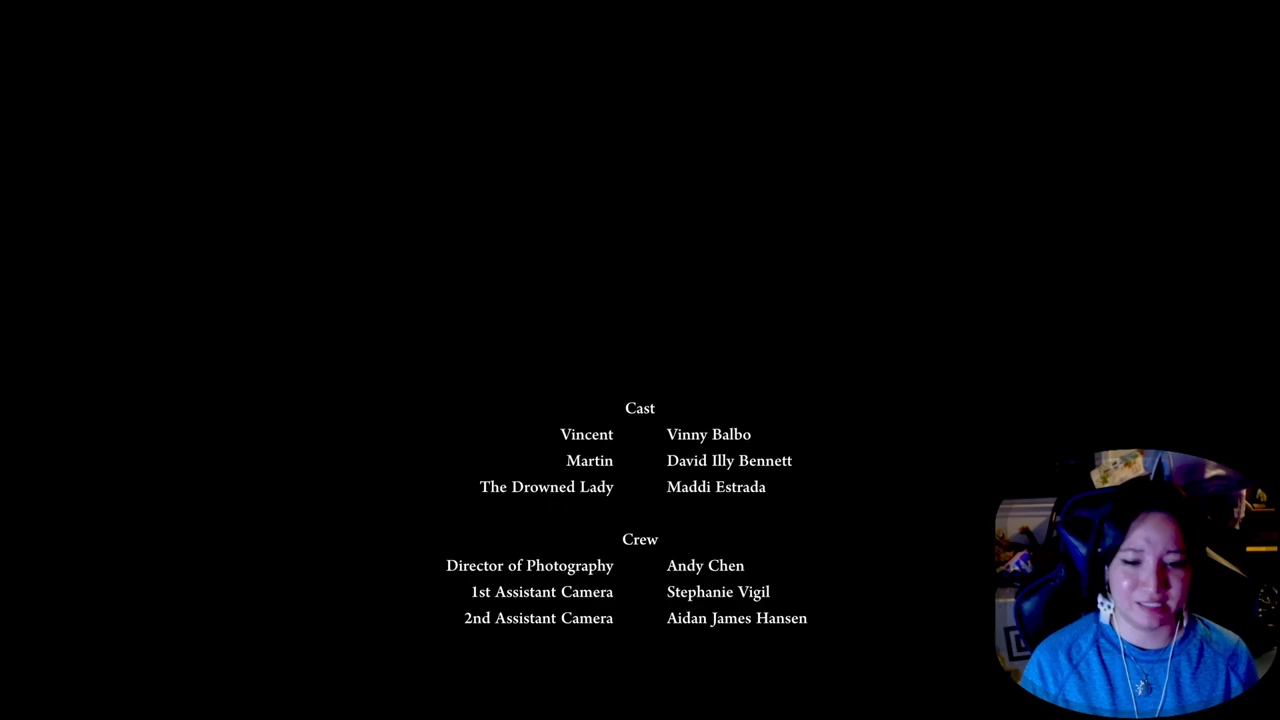 Cast
Vincent Vinny Balbo
Martin David Illy Bennett
The Drowned Lady Maddi Estrada
Crew
Director of Photography Andy Chen
1st Assistant Camera Stephanie Vigil
2nd Assistant Camera Aidan James Hansen